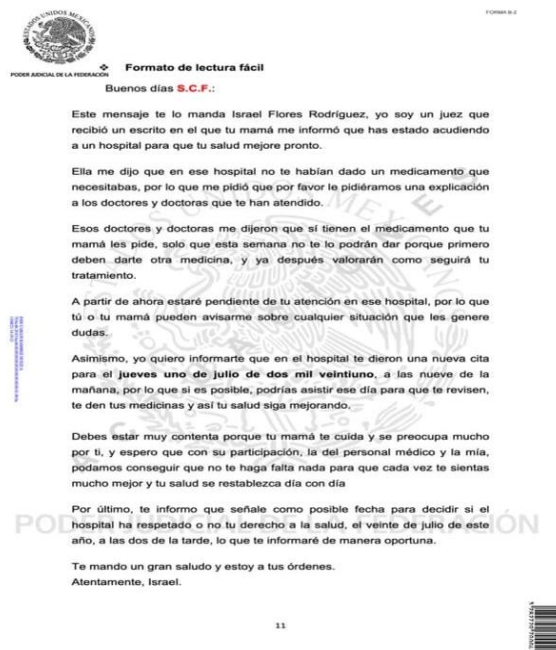 FORMA B-2
ESTADOS UNIDOS MEXICANOS
PODER JUDICIAL DE LA FEDERACIÓN
❖ Formato de lectura fácil
Buenos días S.C.F.:
Este mensaje te lo manda Israel Flores Rodríguez, yo soy un juez que
recibió un escrito en el que tu mamá me informó que has estado acudiendo
a un hospital para que tu salud mejore pronto.
Ella me dijo que en ese hospital no te habían dado un medicamento que
necesitabas, por lo que me pidió que por favor le pidiéramos una explicación
a los doctores y doctoras que te han atendido.
Esos doctores y doctoras me dijeron que sí tienen el medicamento que tu
mamá les pide, solo que esta semana no te lo podrán dar porque primero
deben darte otra medicina, y ya después valorarán como seguirá tu
tratamiento.
A partir de ahora estaré pendiente de tu atención en ese hospital, por lo que
tú o tu mamá pueden avisarme sobre cualquier situación que les genere
dudas.
Asimismo, yo quiero informarte que en el hospital te dieron una nueva cita
para el jueves uno de julio de dos mil veintiuno, a las nueve de la
mañana, por lo que si es posible, podrías asistir ese día para que te revisen,
te den tus medicinas y así tu salud siga mejorando.
Debes estar muy contenta porque tu mamá te cuida y se preocupa mucho
por ti, y espero que con su participación, la del personal médico y la mía,
podamos conseguir que no te haga falta nada para que cada vez te sientas
mucho mejor y tu salud se restablezca día con día
Por último, te informo que señale como posible fecha para decidir si el
hospital ha respetado o no tu derecho a la salud, el veinte de julio de este
año, a las dos de la tarde, lo que te informaré de manera oportuna.
PODER JUDICIAL DE LA FEDERACIÓN
Te mando un gran saludo y estoy a tus órdenes.
Atentamente, Israel.
11